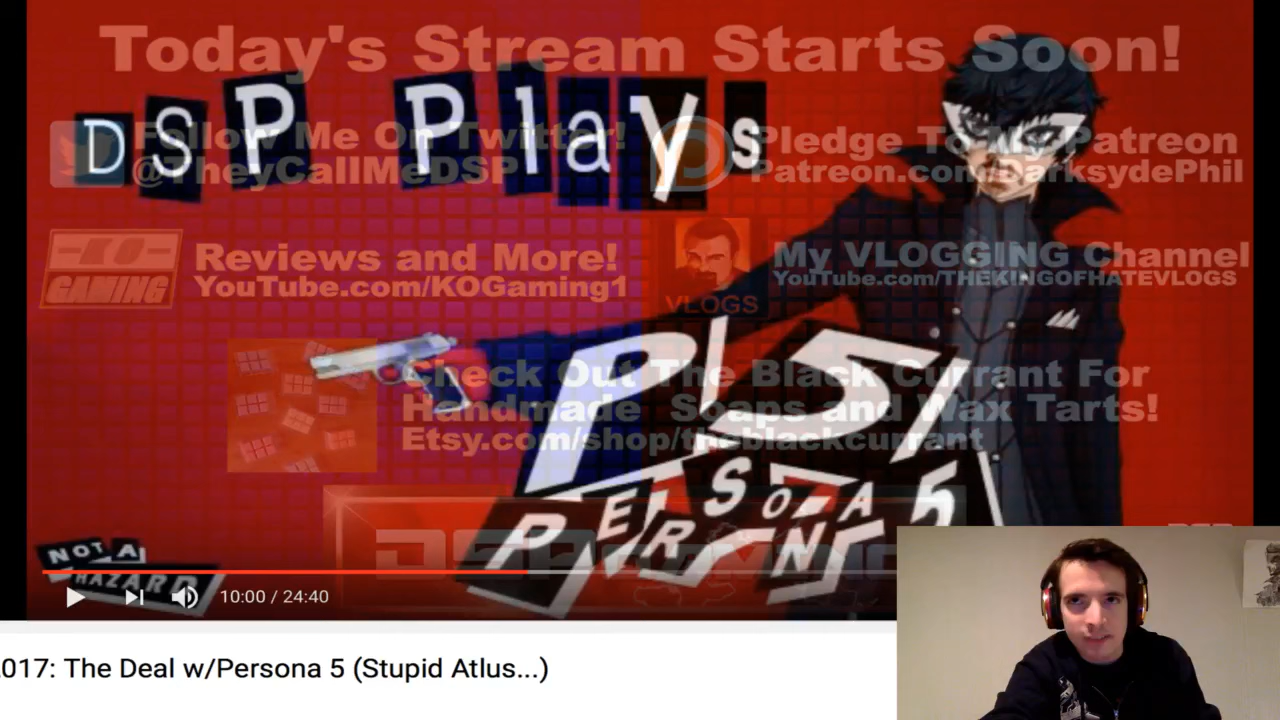 Today's Stream Starts Soon!
DSP Plays
Follow Me On Twitter!
@TheyCallMeDSP
Pledge To My Patreon
Patreon.com/DarksydePhil
-KO-
GAMING
Reviews and More!
YouTube.com/KOGaming1
VLOGS
My VLOGGING Channel
YouTube.com/THEKINGOFHATEVLOGS
P5
Check Out The Black Currant For
Handmade Soaps and Wax Tarts!
Etsy.com/shop/theblackcurrant
PERSONA 5
NOT A
HAZARD
10:00 / 24:40
2017: The Deal w/Persona 5 (Stupid Atlus...)